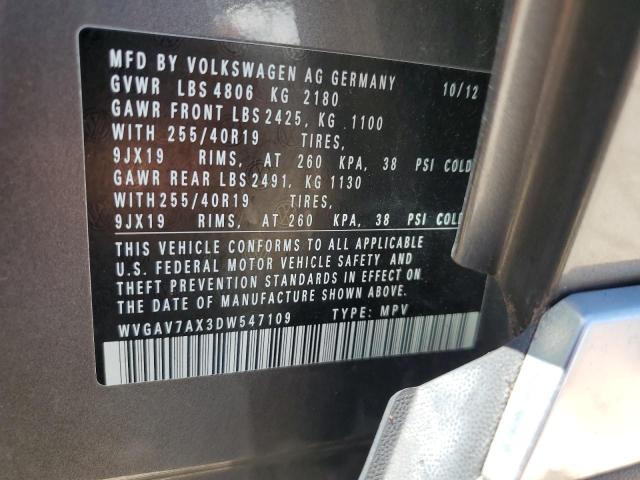 MFD BY VOLKSWAGEN AG GERMANY 10/12
GVWR LBS 4806 KG 2180
GAWR FRONT LBS 2425, KG 1100
WITH 255/40R19 TIRES,
9JX19 RIMS, AT 260 KPA, 38 PSI COLD
GAWR REAR LBS 2491, KG 1130
WITH 255/40R19 TIRES,
9JX19 RIMS, AT 260 KPA, 38 PSI COLD
THIS VEHICLE CONFORMS TO ALL APPLICABLE
U.S. FEDERAL MOTOR VEHICLE SAFETY AND
THEFT PREVENTION STANDARDS IN EFFECT ON
THE DATE OF MANUFACTURE SHOWN ABOVE.
WVGAV7AX3DW547109 TYPE: MPV